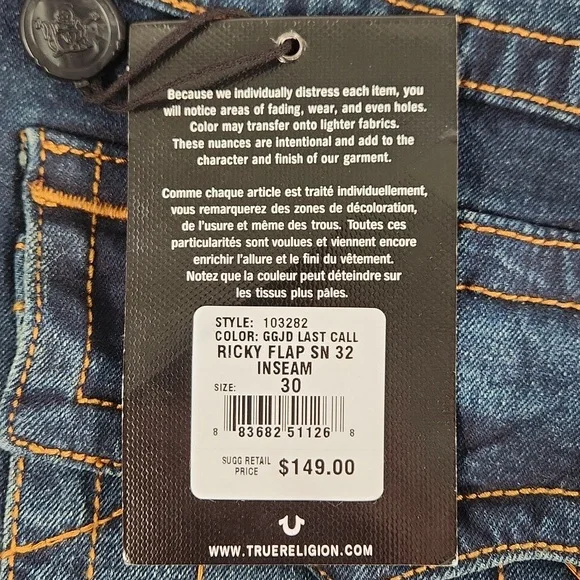 Because we individually distress each item, you
will notice areas of fading, wear, and even holes.
Color may transfer onto lighter fabrics.
These nuances are intentional and add to the
character and finish of our garment.
Comme chaque article est traité individuellement,
vous remarquerez des zones de décoloration,
de l'usure et même des trous. Toutes ces
particularités sont voulues et viennent encore
enrichir l'allure et le fini du vêtement.
Notez que la couleur peut déteindre sur
les tissus plus pâles.
STYLE: 103282
COLOR: GGJD LAST CALL
RICKY FLAP SN 32
INSEAM
SIZE: 30
8 83682 51126 8
SUGG RETAIL
PRICE $149.00
WWW.TRUERELIGION.COM